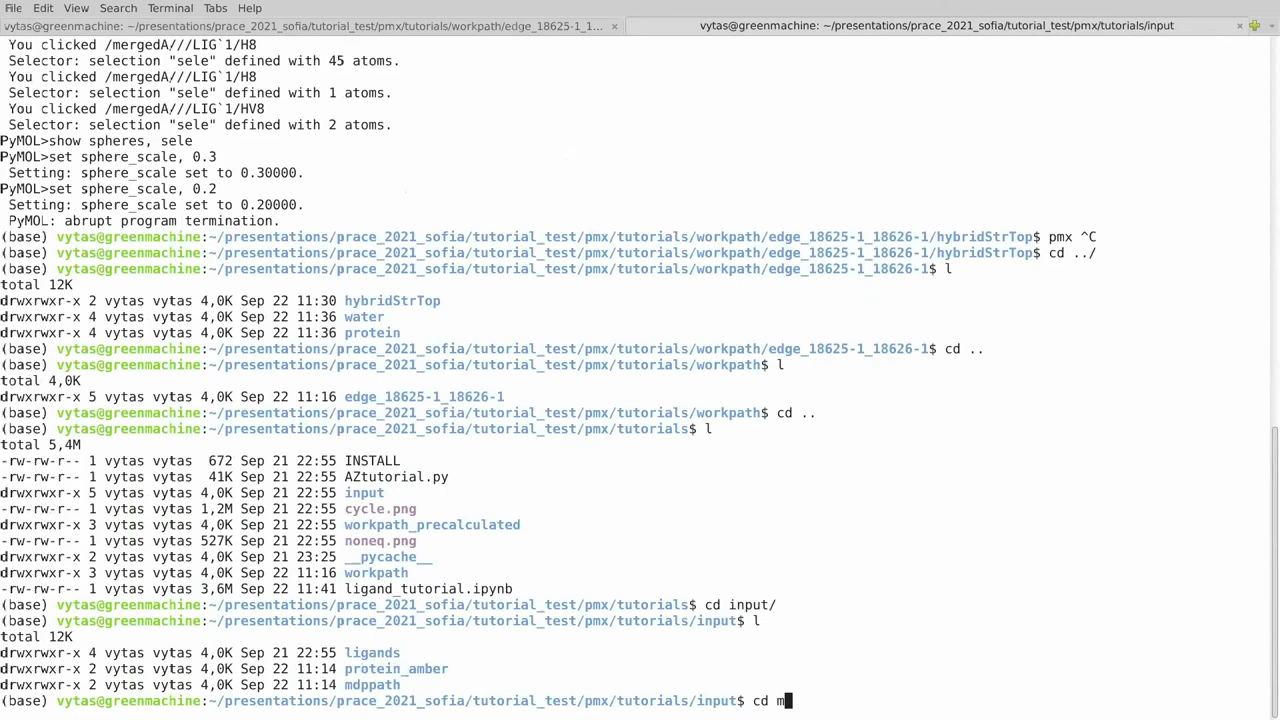 File Edit View Search Terminal Tabs Help
vytas@greenmachine: ~/presentations/prace_2021_sofia/tutorial_test/pmx/tutorials/workpath/edge_18625-1_1... ×
vytas@greenmachine: ~/presentations/prace_2021_sofia/tutorial_test/pmx/tutorials/input ×
You clicked /mergedA///LIG`1/H8
Selector: selection "sele" defined with 45 atoms.
You clicked /mergedA///LIG`1/H8
Selector: selection "sele" defined with 1 atoms.
You clicked /mergedA///LIG`1/HV8
Selector: selection "sele" defined with 2 atoms.
PyMOL>show spheres, sele
PyMOL>set sphere_scale, 0.3
Setting: sphere_scale set to 0.30000.
PyMOL>set sphere_scale, 0.2
Setting: sphere_scale set to 0.20000.
PyMOL: abrupt program termination.
(base) vytas@greenmachine:~/presentations/prace_2021_sofia/tutorial_test/pmx/tutorials/workpath/edge_18625-1_18626-1/hybridStrTop$ pmx ^C
(base) vytas@greenmachine:~/presentations/prace_2021_sofia/tutorial_test/pmx/tutorials/workpath/edge_18625-1_18626-1/hybridStrTop$ cd ../
(base) vytas@greenmachine:~/presentations/prace_2021_sofia/tutorial_test/pmx/tutorials/workpath/edge_18625-1_18626-1$ l
total 12K
drwxrwxr-x 2 vytas vytas 4,0K Sep 22 11:30 hybridStrTop
drwxrwxr-x 4 vytas vytas 4,0K Sep 22 11:36 water
drwxrwxr-x 4 vytas vytas 4,0K Sep 22 11:36 protein
(base) vytas@greenmachine:~/presentations/prace_2021_sofia/tutorial_test/pmx/tutorials/workpath/edge_18625-1_18626-1$ cd ..
(base) vytas@greenmachine:~/presentations/prace_2021_sofia/tutorial_test/pmx/tutorials/workpath$ l
total 4,0K
drwxrwxr-x 5 vytas vytas 4,0K Sep 22 11:16 edge_18625-1_18626-1
(base) vytas@greenmachine:~/presentations/prace_2021_sofia/tutorial_test/pmx/tutorials/workpath$ cd ..
(base) vytas@greenmachine:~/presentations/prace_2021_sofia/tutorial_test/pmx/tutorials$ l
total 5,4M
-rw-rw-r-- 1 vytas vytas  672 Sep 21 22:55 INSTALL
-rw-rw-r-- 1 vytas vytas  41K Sep 21 22:55 AZtutorial.py
drwxrwxr-x 5 vytas vytas 4,0K Sep 21 22:55 input
-rw-rw-r-- 1 vytas vytas 1,2M Sep 21 22:55 cycle.png
drwxrwxr-x 3 vytas vytas 4,0K Sep 21 22:55 workpath_precalculated
-rw-rw-r-- 1 vytas vytas 527K Sep 21 22:55 noneq.png
drwxrwxr-x 2 vytas vytas 4,0K Sep 21 23:25 __pycache__
drwxrwxr-x 3 vytas vytas 4,0K Sep 22 11:16 workpath
-rw-rw-r-- 1 vytas vytas 3,6M Sep 22 11:41 ligand_tutorial.ipynb
(base) vytas@greenmachine:~/presentations/prace_2021_sofia/tutorial_test/pmx/tutorials$ cd input/
(base) vytas@greenmachine:~/presentations/prace_2021_sofia/tutorial_test/pmx/tutorials/input$ l
total 12K
drwxrwxr-x 4 vytas vytas 4,0K Sep 21 22:55 ligands
drwxrwxr-x 2 vytas vytas 4,0K Sep 22 11:14 protein_amber
drwxrwxr-x 2 vytas vytas 4,0K Sep 22 11:14 mdppath
(base) vytas@greenmachine:~/presentations/prace_2021_sofia/tutorial_test/pmx/tutorials/input$ cd m